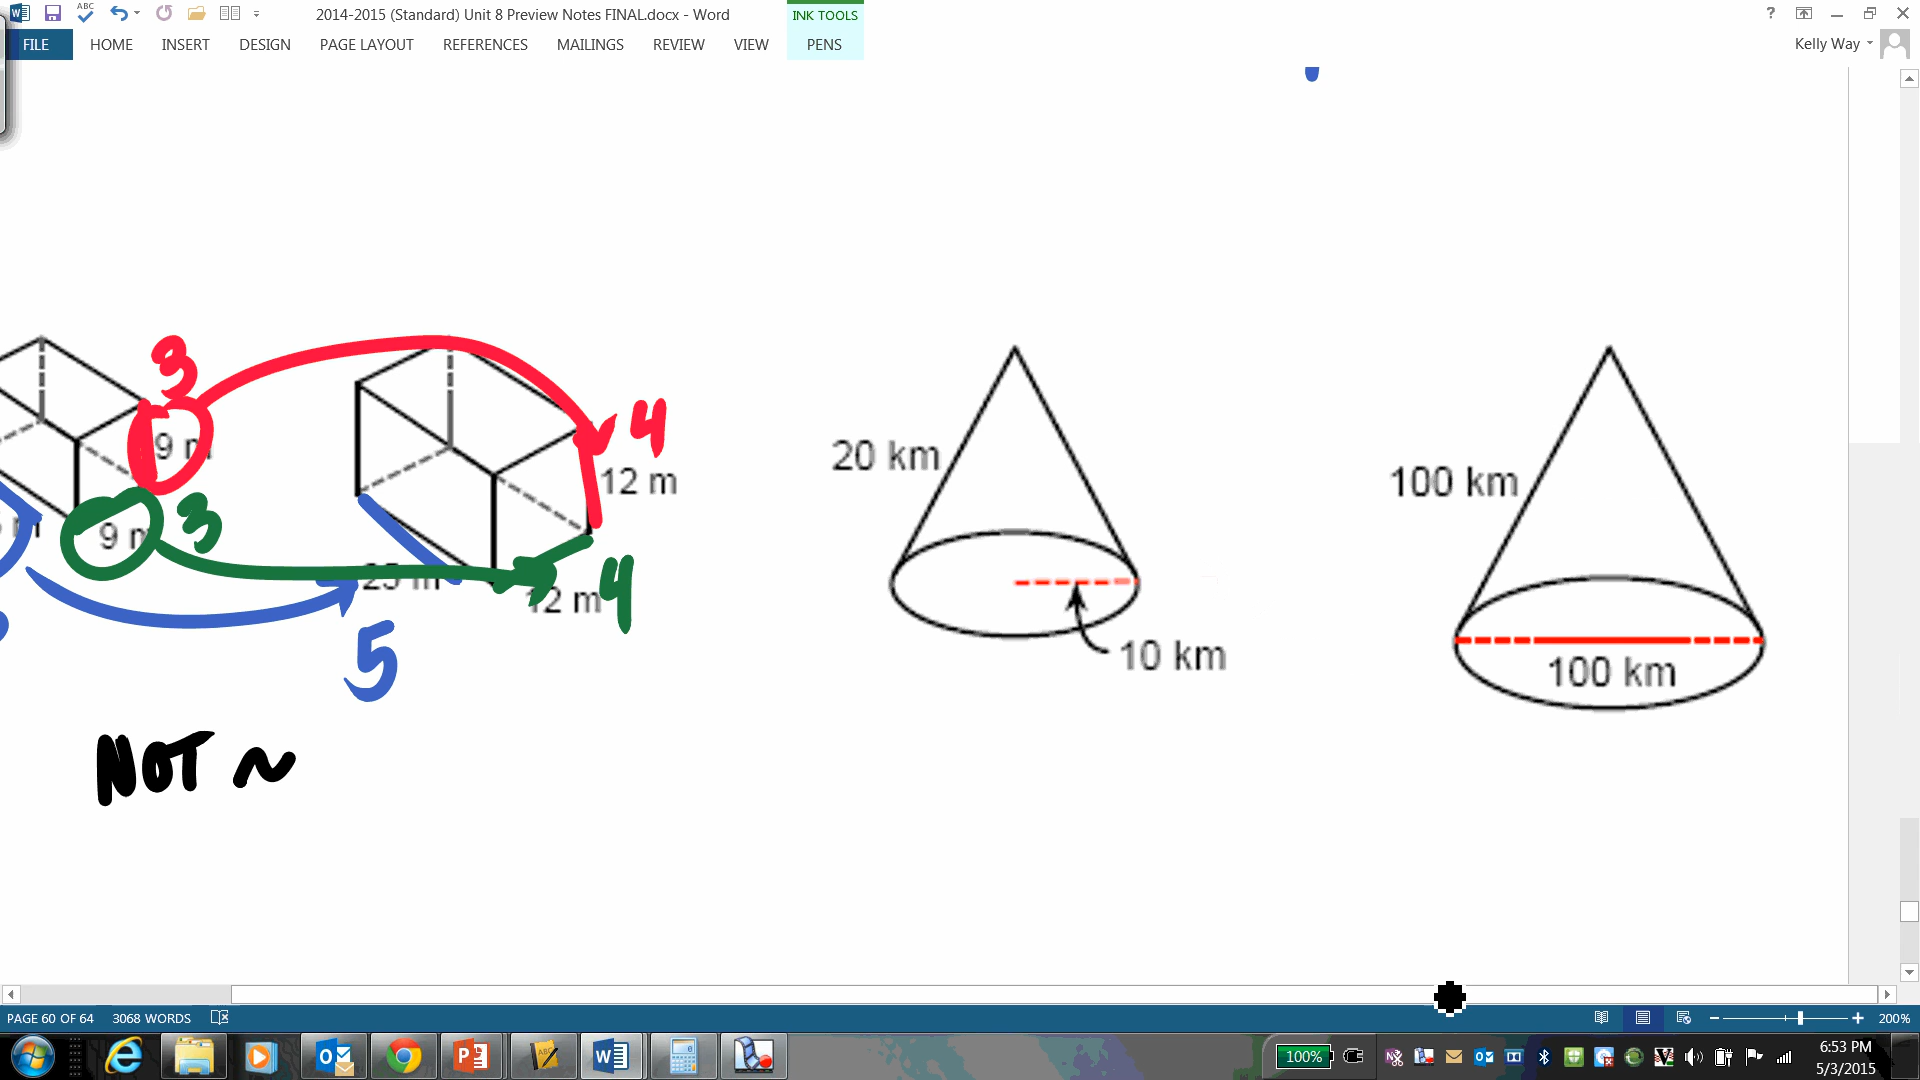 2014-2015 (Standard) Unit 8 Preview Notes FINAL.docx - Word
INK TOOLS
?
FILE HOME INSERT DESIGN PAGE LAYOUT REFERENCES MAILINGS REVIEW VIEW PENS
Kelly Way
3
9
4
12 m
20 km
100 km
9
3
4
12 m
10 km
100 km
5
NOT ~
PAGE 60 OF 64 3068 WORDS
200%
100%
6:53 PM
5/3/2015